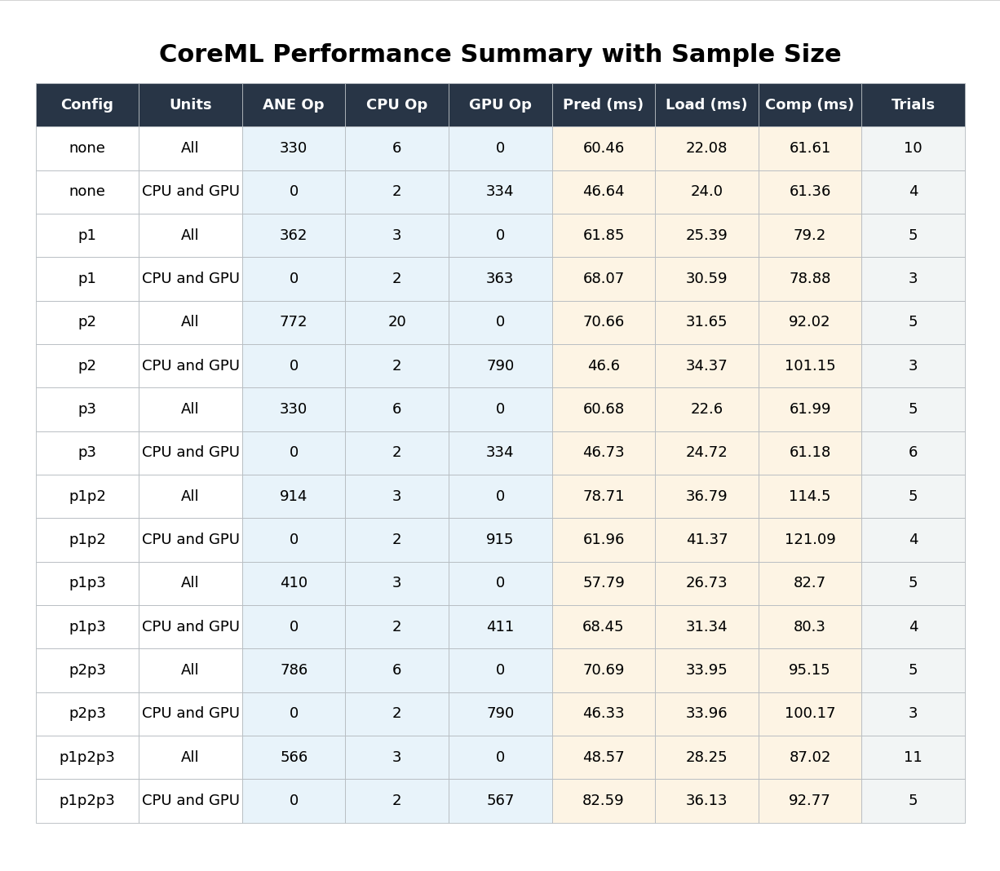 CoreML Performance Summary with Sample Size
Config Units ANE Op CPU Op GPU Op Pred (ms) Load (ms) Comp (ms) Trials
none All 330 6 0 60.46 22.08 61.61 10
none CPU and GPU 0 2 334 46.64 24.0 61.36 4
p1 All 362 3 0 61.85 25.39 79.2 5
p1 CPU and GPU 0 2 363 68.07 30.59 78.88 3
p2 All 772 20 0 70.66 31.65 92.02 5
p2 CPU and GPU 0 2 790 46.6 34.37 101.15 3
p3 All 330 6 0 60.68 22.6 61.99 5
p3 CPU and GPU 0 2 334 46.73 24.72 61.18 6
p1p2 All 914 3 0 78.71 36.79 114.5 5
p1p2 CPU and GPU 0 2 915 61.96 41.37 121.09 4
p1p3 All 410 3 0 57.79 26.73 82.7 5
p1p3 CPU and GPU 0 2 411 68.45 31.34 80.3 4
p2p3 All 786 6 0 70.69 33.95 95.15 5
p2p3 CPU and GPU 0 2 790 46.33 33.96 100.17 3
p1p2p3 All 566 3 0 48.57 28.25 87.02 11
p1p2p3 CPU and GPU 0 2 567 82.59 36.13 92.77 5